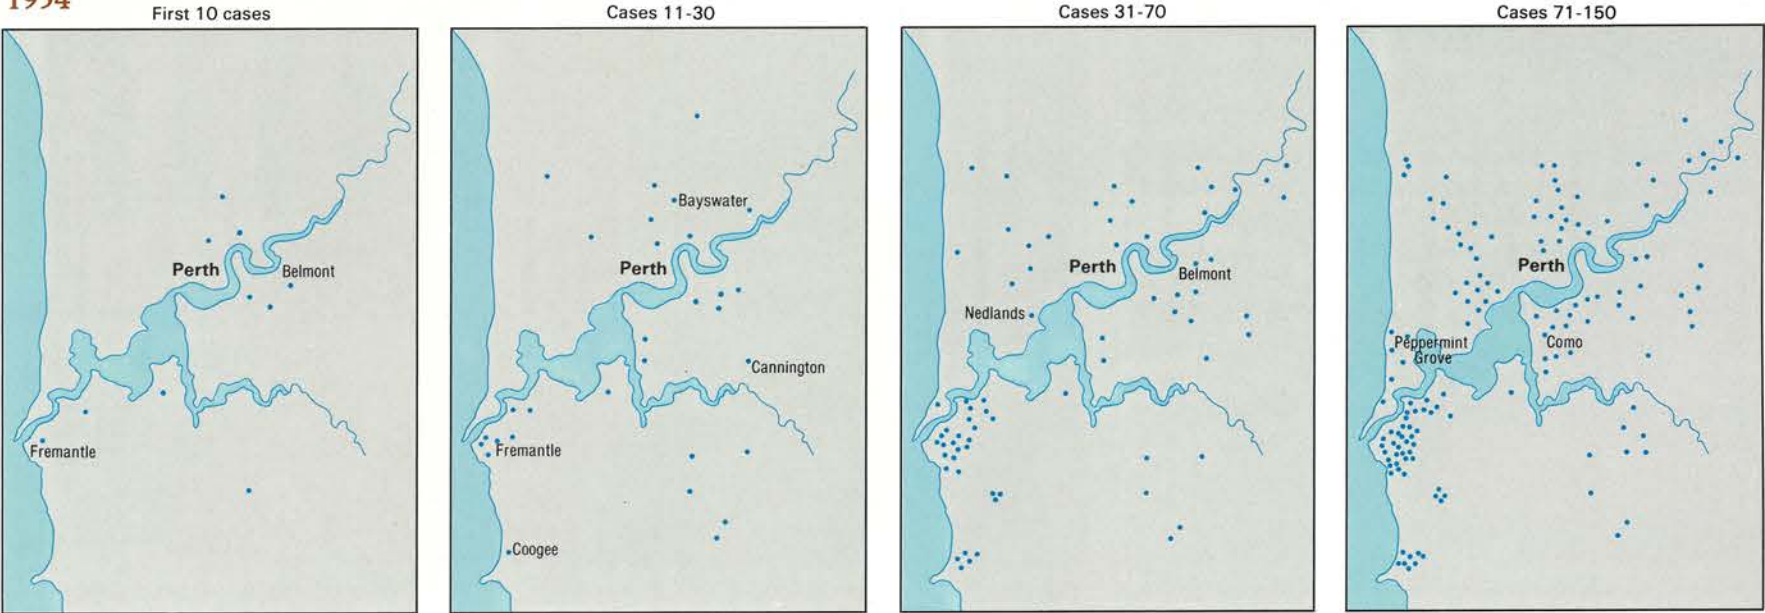 1954
First 10 cases
Perth
Belmont
Fremantle
Cases 11-30
Bayswater
Perth
Cannington
Fremantle
Coogee
Cases 31-70
Perth
Belmont
Nedlands
Cases 71-150
Perth
Peppermint
Grove
Como